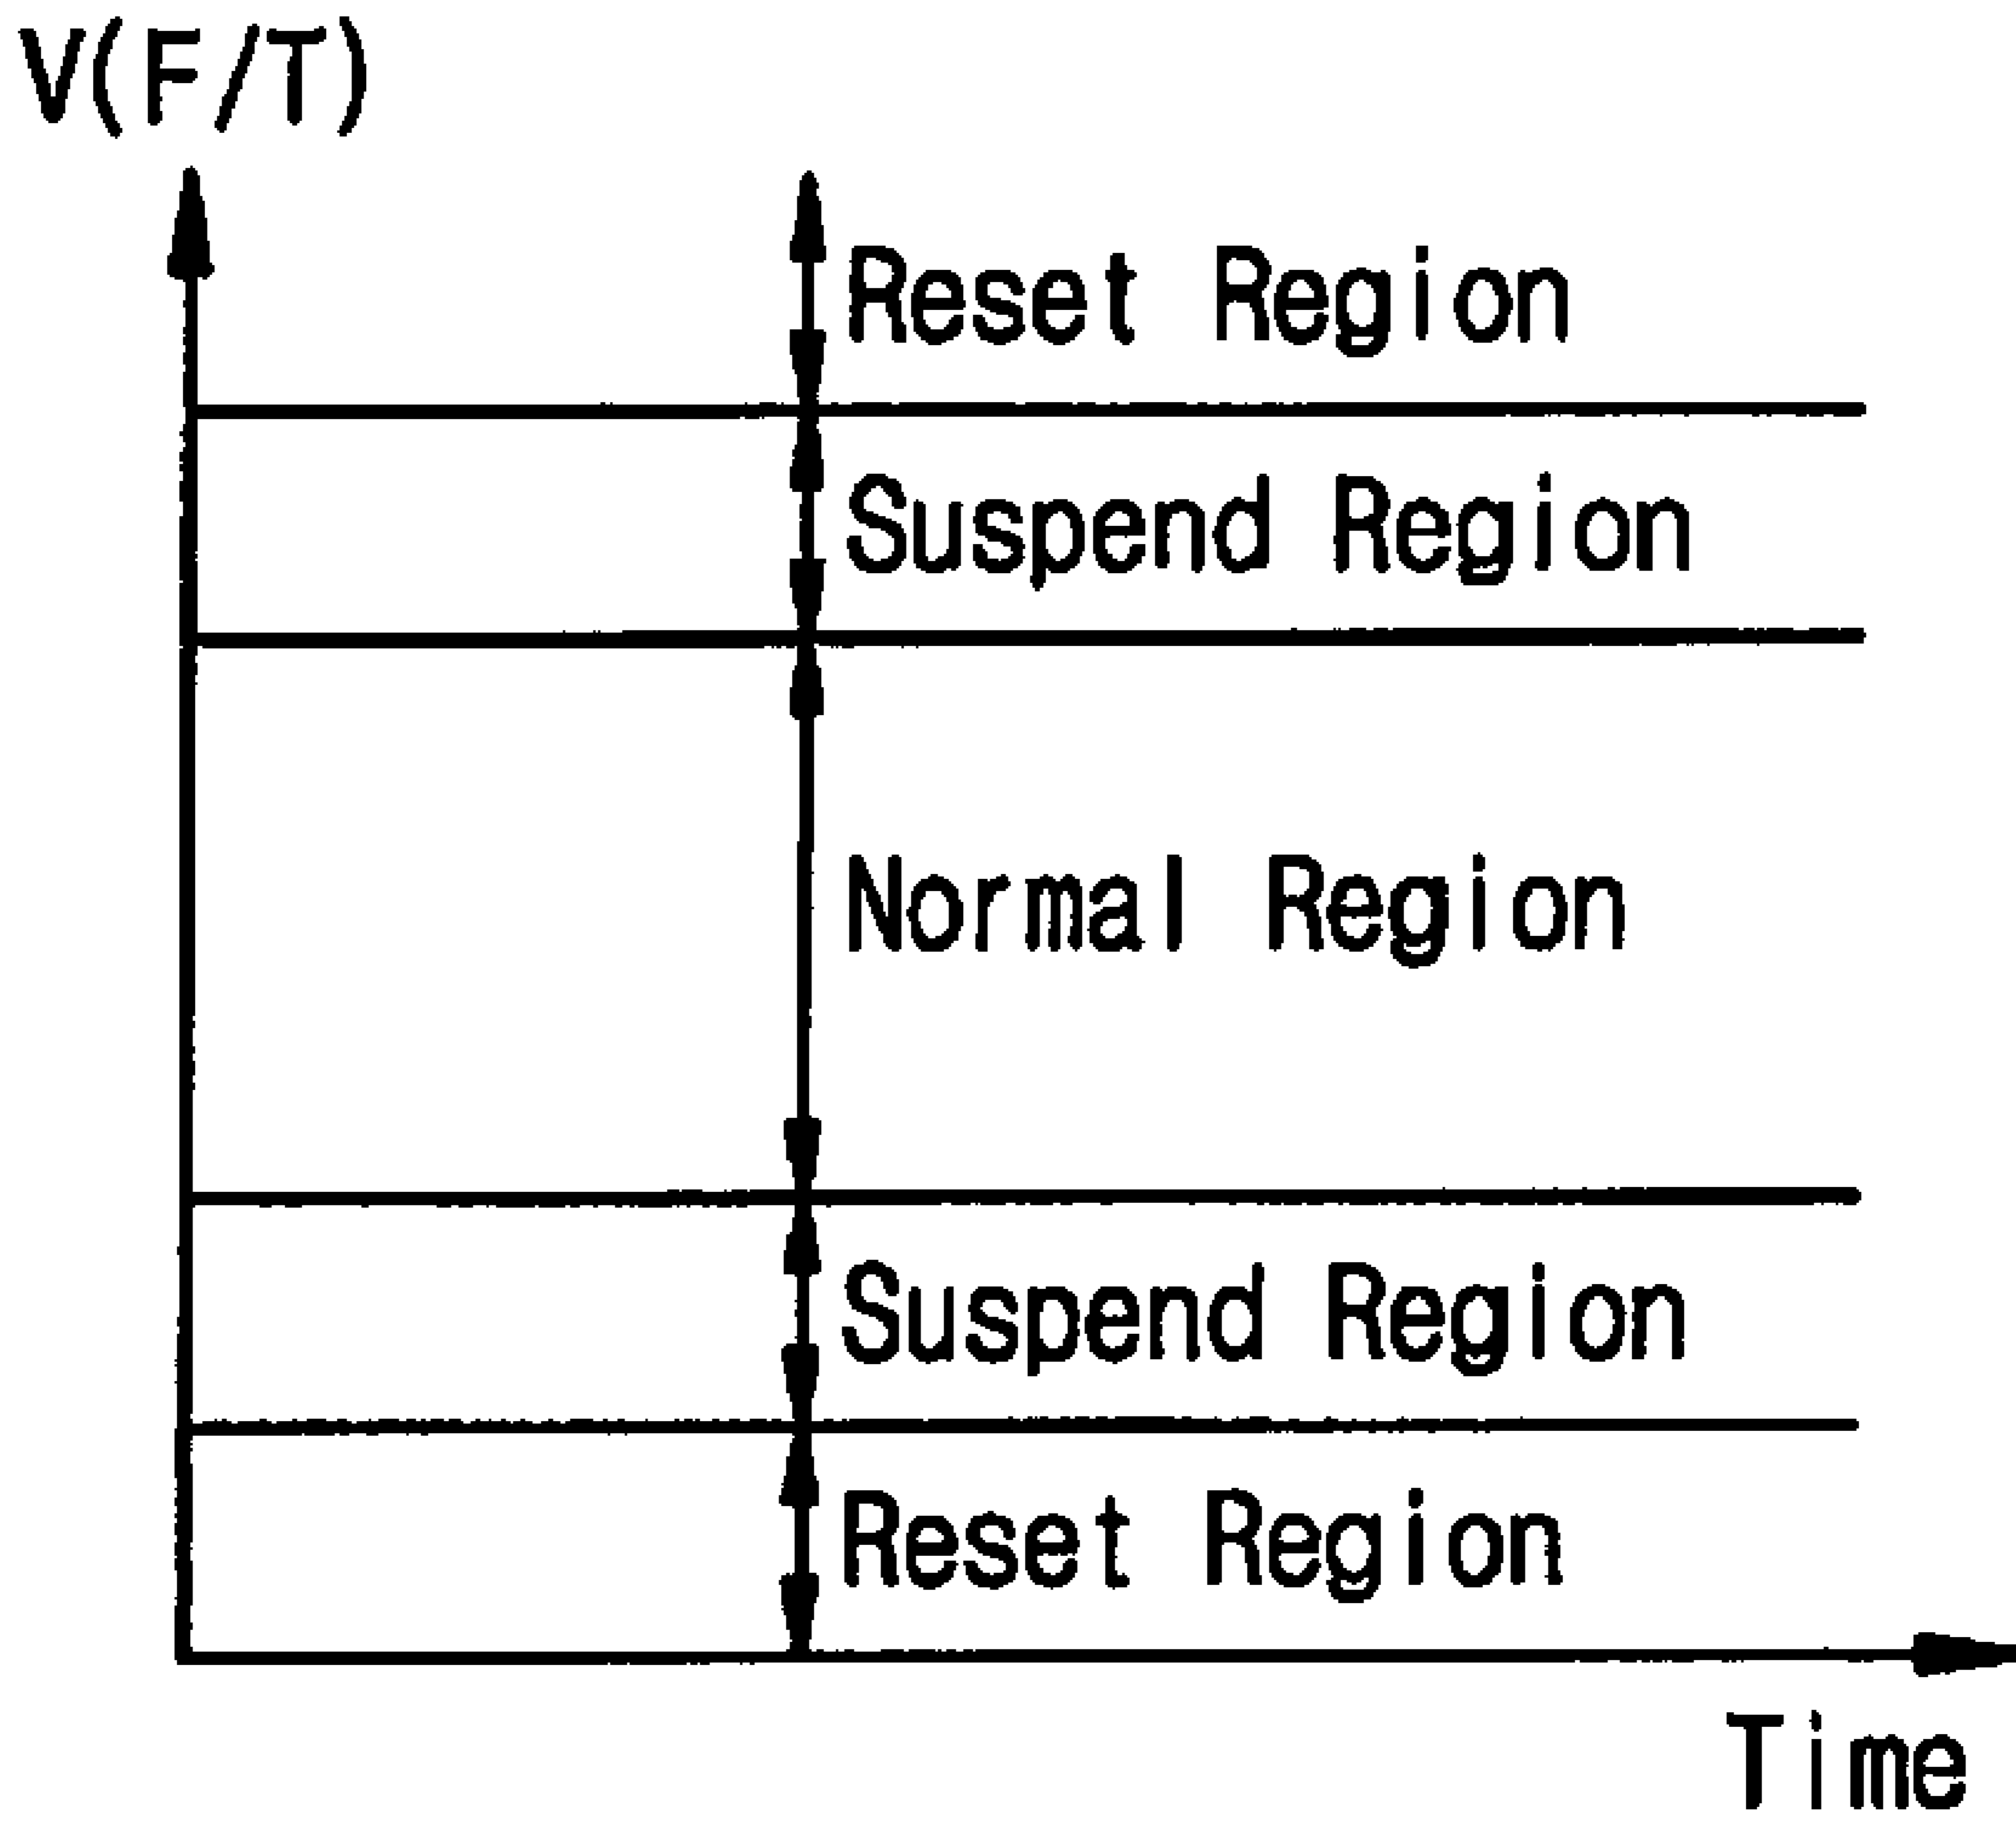 V(F/T)
Reset Region
Suspend Region
Normal Region
Suspend Region
Reset Region
Time